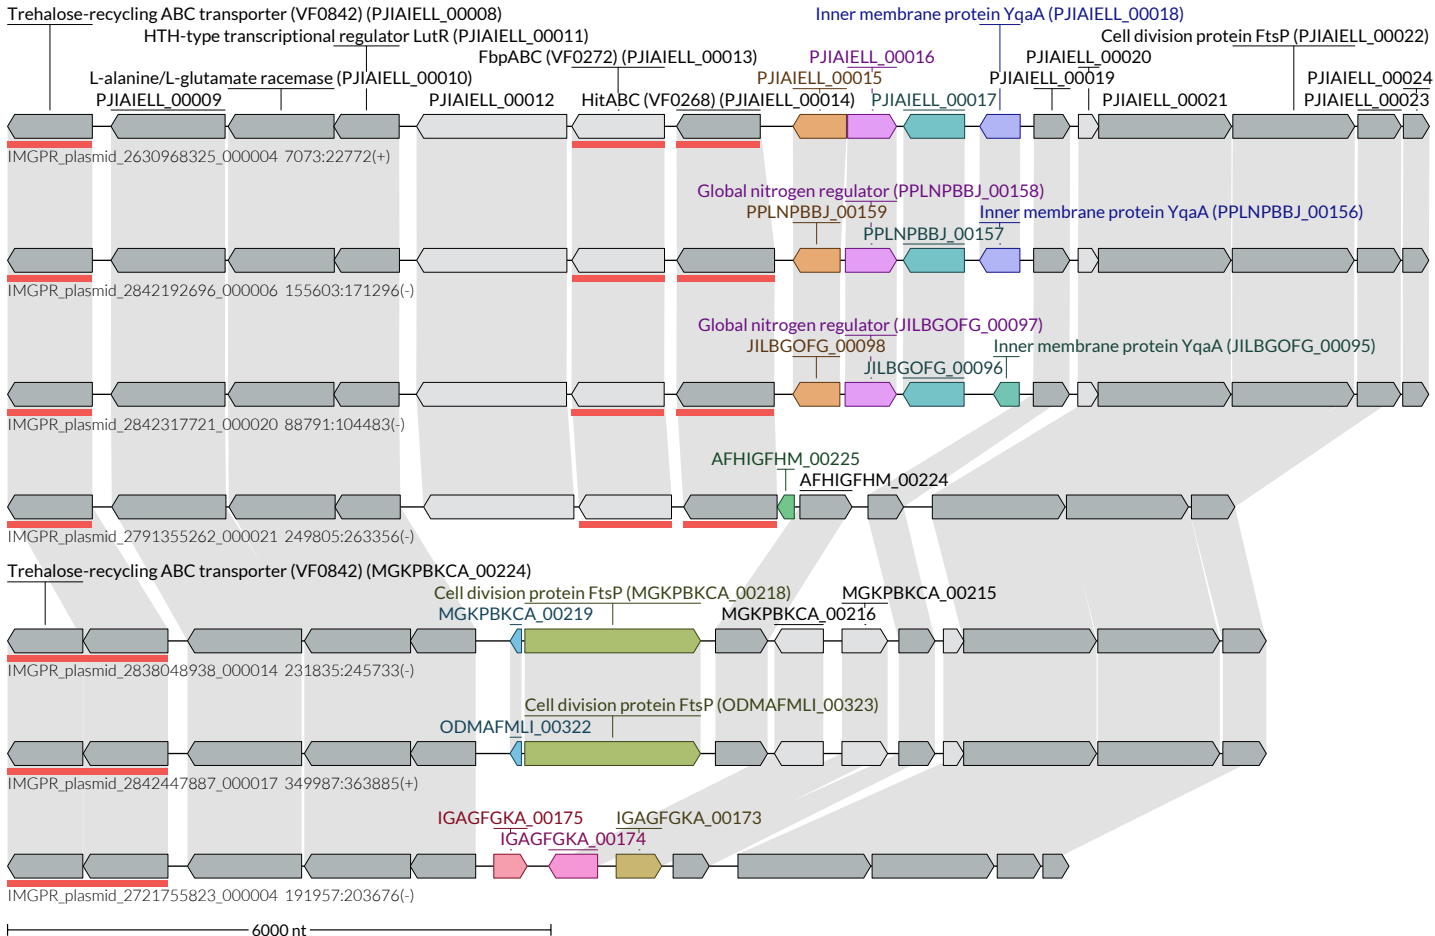 Trehalose-recycling ABC transporter (VF0842) (PJIAIELL_00008)
Inner membrane protein YqaA (PJIAIELL_00018)
HTH-type transcriptional regulator LutR (PJIAIELL_00011)
Cell division protein FtsP (PJIAIELL_00022)
FbpABC (VF0272) (PJIAIELL_00013)
PJIAIELL_00016
PJIAIELL_00020
L-alanine/L-glutamate racemase (PJIAIELL_00010)
PJIAIELL_00015
PJIAIELL_00019
PJIAIELL_00024
PJIAIELL_00009
PJIAIELL_00012
HitABC (VF0268) (PJIAIELL_00014)
PJIAIELL_00017
PJIAIELL_00021
PJIAIELL_00023
IMGPR_plasmid_2630968325_000004 7073:22772(+)
Global nitrogen regulator (PPLNPBBJ_00158)
PPLNPBBJ_00159
Inner membrane protein YqaA (PPLNPBBJ_00156)
PPLNPBBJ_00157
IMGPR_plasmid_2842192696_000006 155603:171296(-)
Global nitrogen regulator (JILBGOFG_00097)
JILBGOFG_00098
Inner membrane protein YqaA (JILBGOFG_00095)
JILBGOFG_00096
IMGPR_plasmid_2842317721_000020 88791:104483(-)
AFHIGFHM_00225
AFHIGFHM_00224
IMGPR_plasmid_2791355262_000021 249805:263356(-)
Trehalose-recycling ABC transporter (VF0842) (MGKPBKCA_00224)
Cell division protein FtsP (MGKPBKCA_00218)
MGKPBKCA_00215
MGKPBKCA_00219
MGKPBKCA_00216
IMGPR_plasmid_2838048938_000014 231835:245733(-)
Cell division protein FtsP (ODMAFMLI_00323)
ODMAFMLI_00322
IMGPR_plasmid_2842447887_000017 349987:363885(+)
IGAGFGKA_00175
IGAGFGKA_00173
IGAGFGKA_00174
IMGPR_plasmid_2721755823_000004 191957:203676(-)
6000 nt